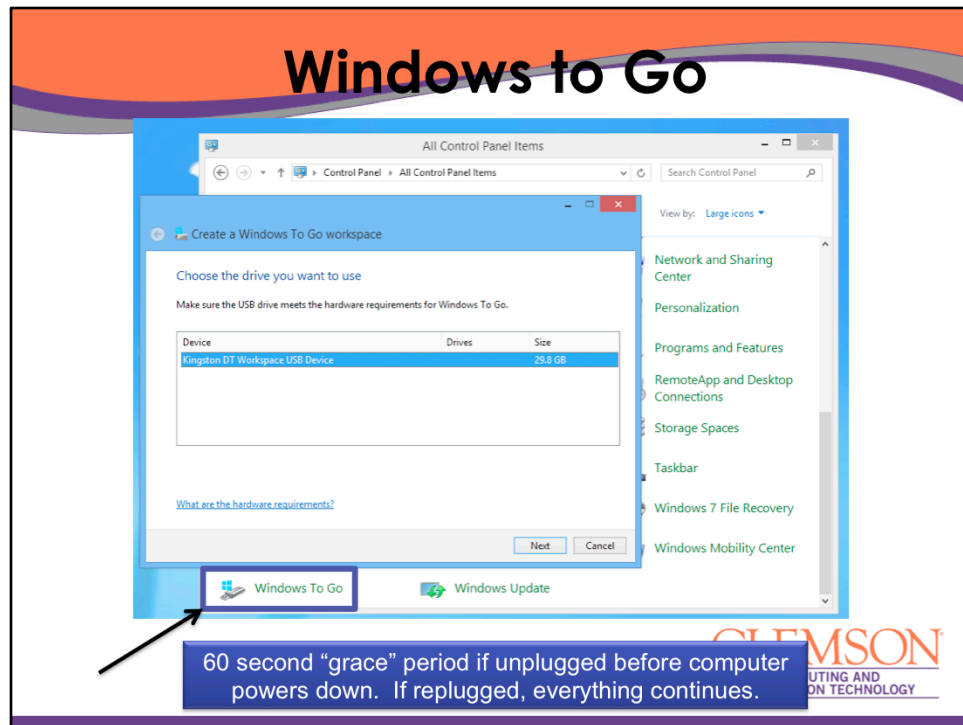 Windows to Go
All Control Panel Items
Control Panel ▸ All Control Panel Items
Search Control Panel
View by: Large icons
Create a Windows To Go workspace
Choose the drive you want to use
Make sure the USB drive meets the hardware requirements for Windows To Go.
Device Drives Size
Kingston DT Workspace USB Device 29.8 GB
What are the hardware requirements?
Next Cancel
Network and Sharing
Center
Personalization
Programs and Features
RemoteApp and Desktop
Connections
Storage Spaces
Taskbar
Windows 7 File Recovery
Windows Mobility Center
Windows To Go Windows Update
60 second “grace” period if unplugged before computer
powers down. If replugged, everything continues.
CLEMSON
UTING AND
ON TECHNOLOGY